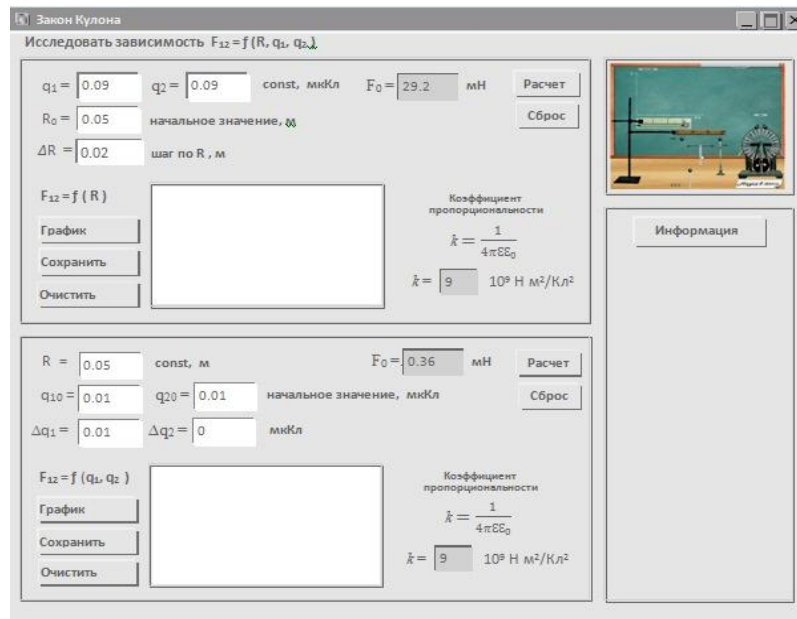 Закон Кулона
Исследовать зависимость F₁₂ = f (R, q₁, q₂ )
q₁ = 0.09 q₂ = 0.09 const, мкКл F₀ = 29.2 мН Расчет
R₀ = 0.05 начальное значение, м Сброс
ΔR = 0.02 шаг по R , м
F₁₂ = f ( R )
График
Сохранить
Очистить
Коэффициент
пропорциональности
k = 1
4πεε₀
k = 9 10⁹ Н м²/Кл²
R = 0.05 const, м F₀ = 0.36 мН Расчет
q₁₀ = 0.01 q₂₀ = 0.01 начальное значение, мкКл Сброс
Δq₁ = 0.01 Δq₂ = 0 мкКл
F₁₂ = f (q₁, q₂ )
График
Сохранить
Очистить
Коэффициент
пропорциональности
k = 1
4πεε₀
k = 9 10⁹ Н м²/Кл²
Информация